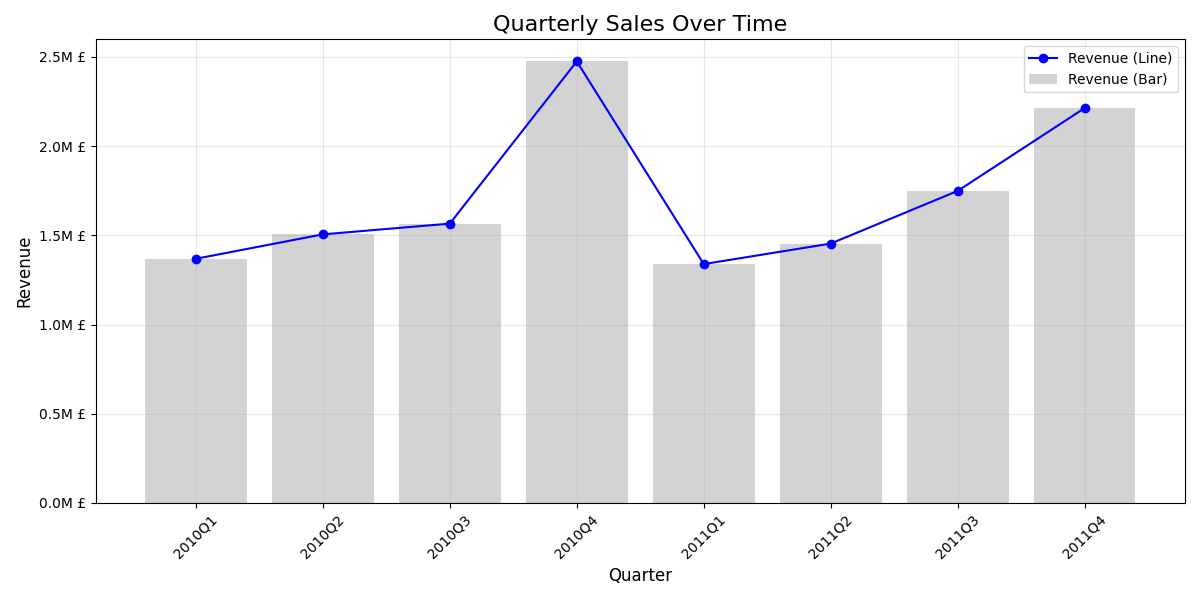 Quarterly Sales Over Time
Revenue (Line)
Revenue (Bar)
2.5M £
2.0M £
1.5M £
1.0M £
0.5M £
0.0M £
Revenue
2010Q1
2010Q2
2010Q3
2010Q4
2011Q1
2011Q2
2011Q3
2011Q4
Quarter